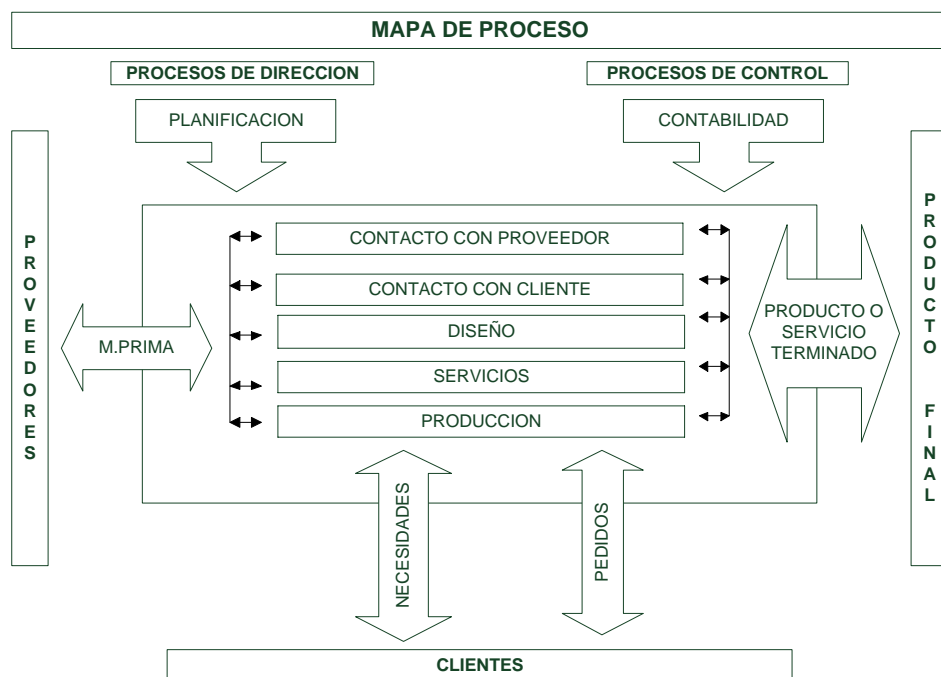 MAPA DE PROCESO
PROCESOS DE DIRECCION
PROCESOS DE CONTROL
PLANIFICACION
CONTABILIDAD
PROVEEDORES
CONTACTO CON PROVEEDOR
CONTACTO CON CLIENTE
DISEÑO
SERVICIOS
PRODUCCION
M.PRIMA
PRODUCTO O
SERVICIO
TERMINADO
PRODUCTO FINAL
NECESIDADES
PEDIDOS
CLIENTES